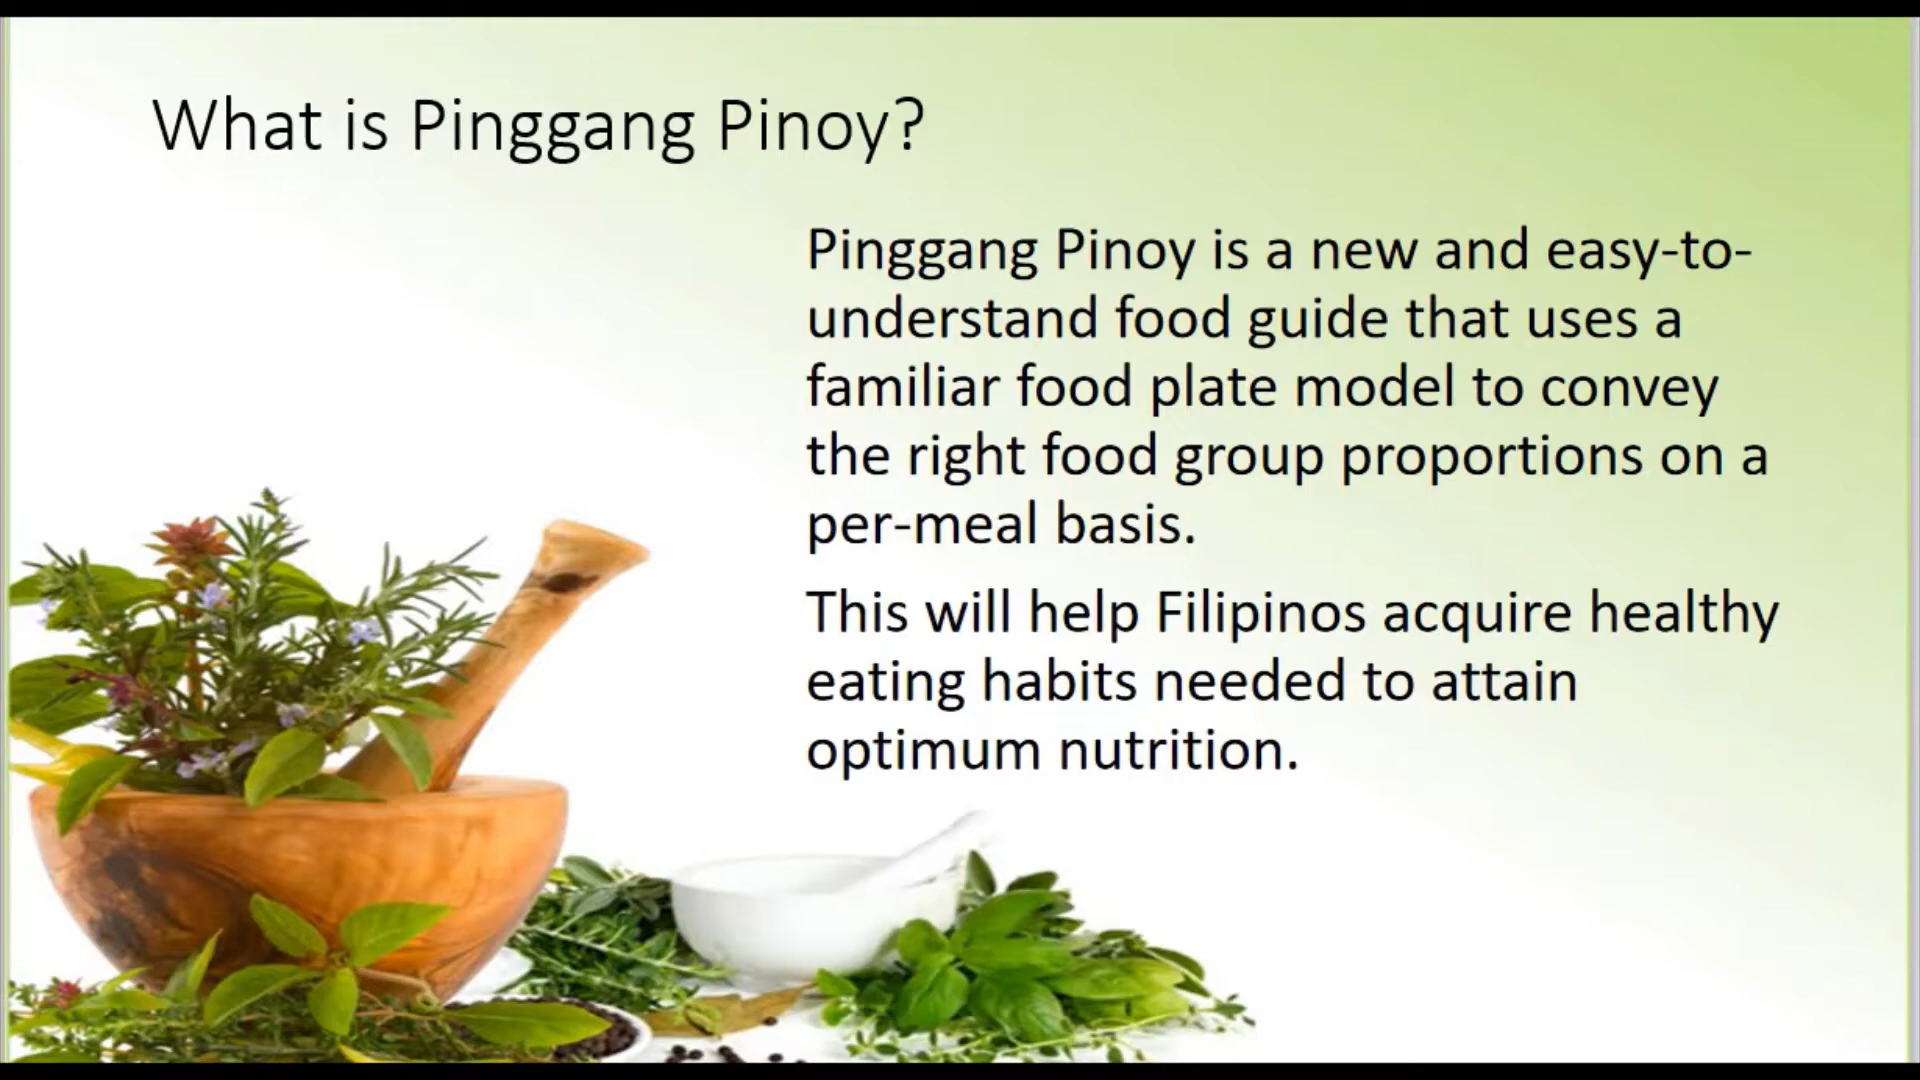 What is Pinggang Pinoy?
Pinggang Pinoy is a new and easy-to-
understand food guide that uses a
familiar food plate model to convey
the right food group proportions on a
per-meal basis.
This will help Filipinos acquire healthy
eating habits needed to attain
optimum nutrition.